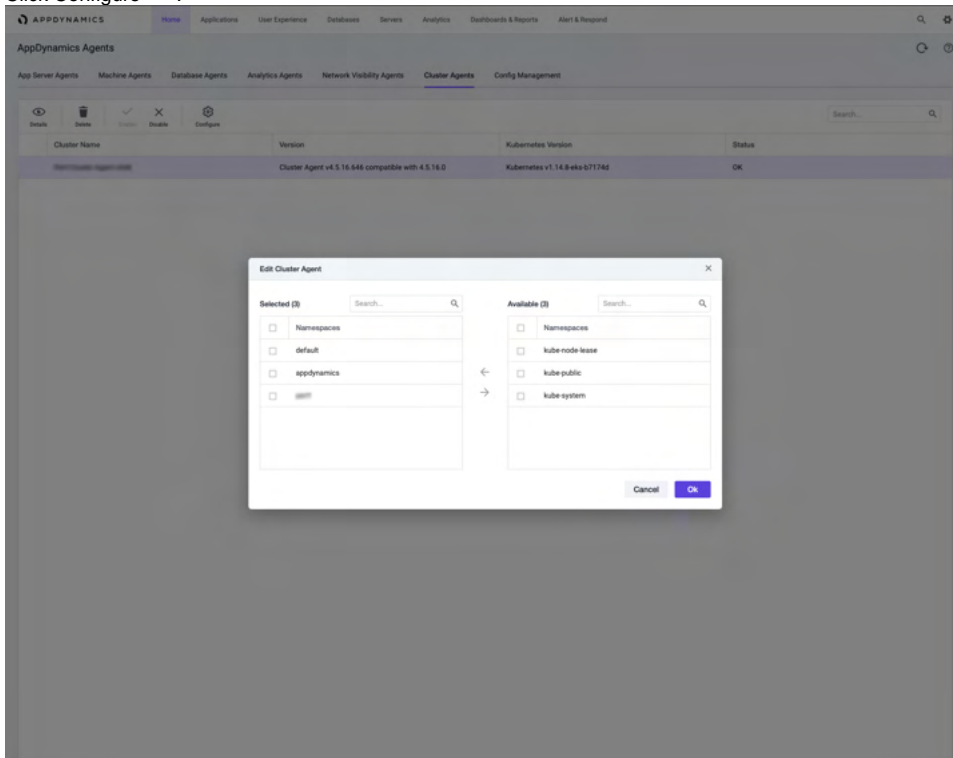 APPDYNAMICS Home Applications User Experience Databases Servers Analytics Dashboards & Reports Alert & Respond
AppDynamics Agents
App Server Agents Machine Agents Database Agents Analytics Agents Network Visibility Agents Cluster Agents Config Management
Details Delete Disable Configure Search...
Cluster Name Version Kubernetes Version Status
Cluster Agent v4.5.16.646 compatible with 4.5.16.0 Kubernetes v1.14.8-eks-b7174d OK
Edit Cluster Agent
Selected (3) Search... Available (3) Search...
Namespaces Namespaces
default kube-node-lease
appdynamics kube-public
kube-system
Cancel Ok